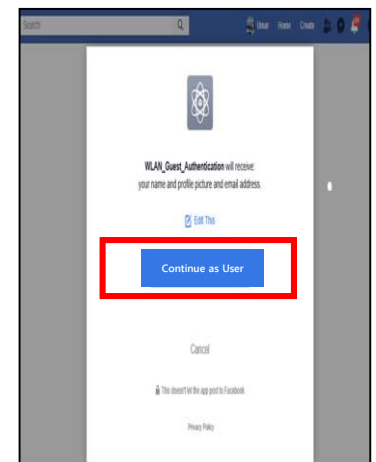 Search
Umar Home Create
WLAN_Guest_Authentication will receive:
your name and profile picture and email address.
Edit This
Continue as User
Cancel
This doesn't let the app post to Facebook
Privacy Policy